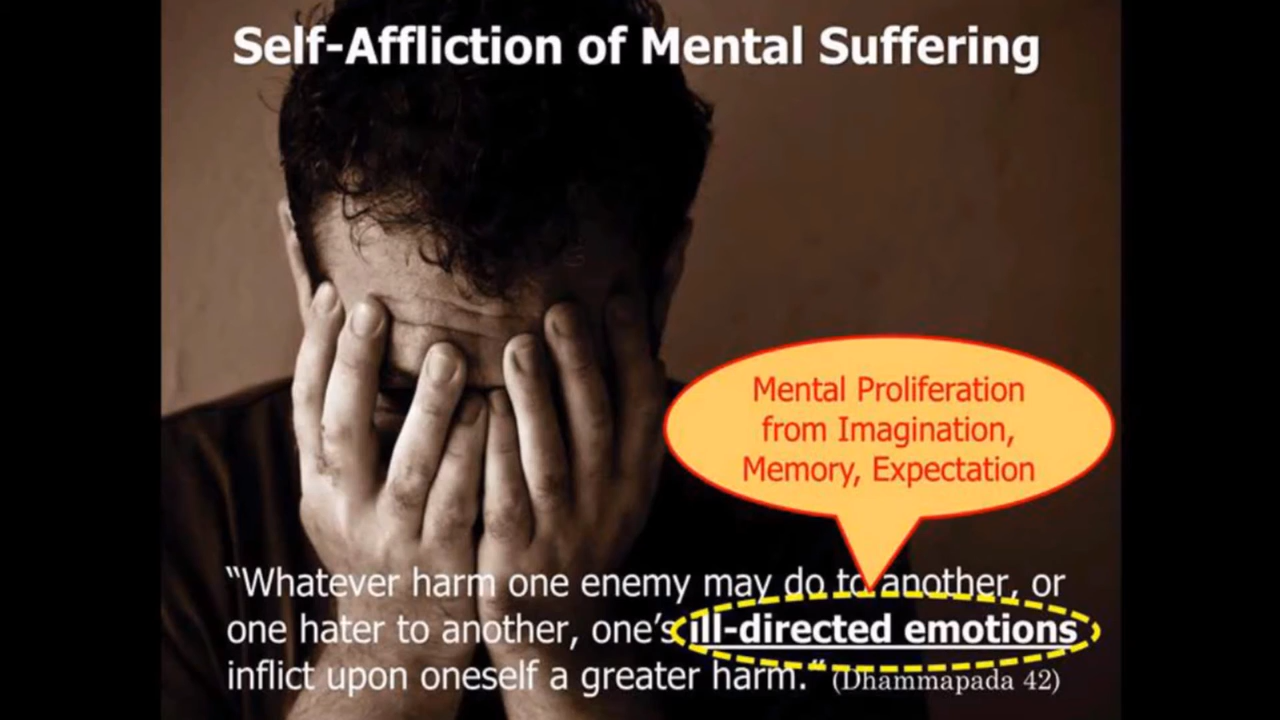 Self-Affliction of Mental Suffering
Mental Proliferation
from Imagination,
Memory, Expectation
“Whatever harm one enemy may do to another, or
one hater to another, one’s ill-directed emotions
inflict upon oneself a greater harm.“ (Dhammapada 42)